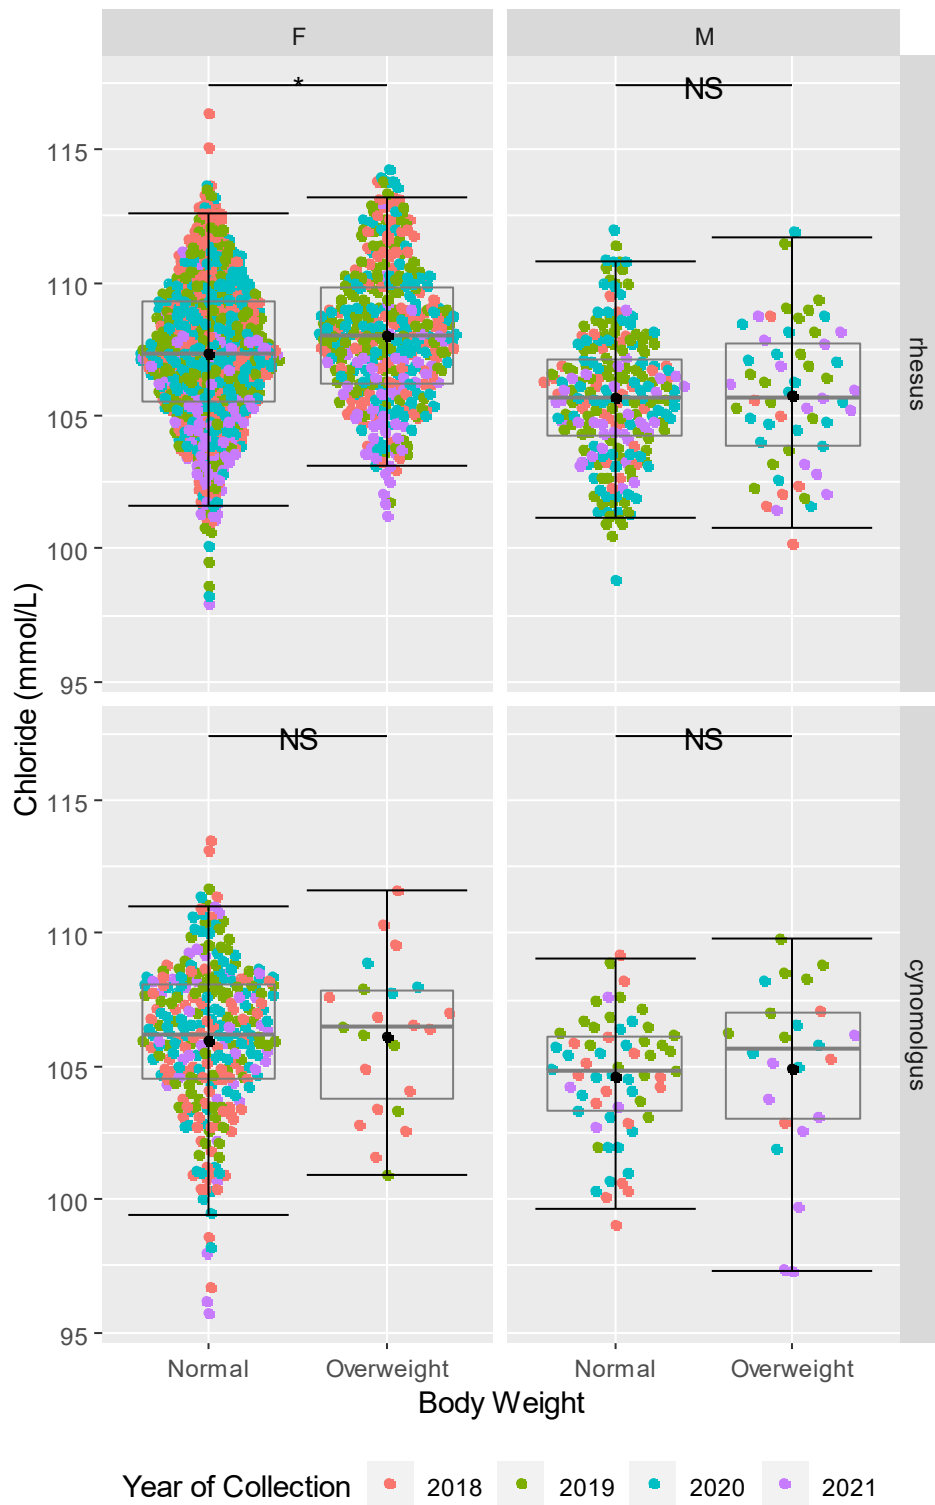 F
M
*
NS
115
110
105
100
95
rhesus
Chloride (mmol/L)
NS
NS
115
110
105
100
95
cynomolgus
Normal
Overweight
Normal
Overweight
Body Weight
Year of Collection
2018
2019
2020
2021